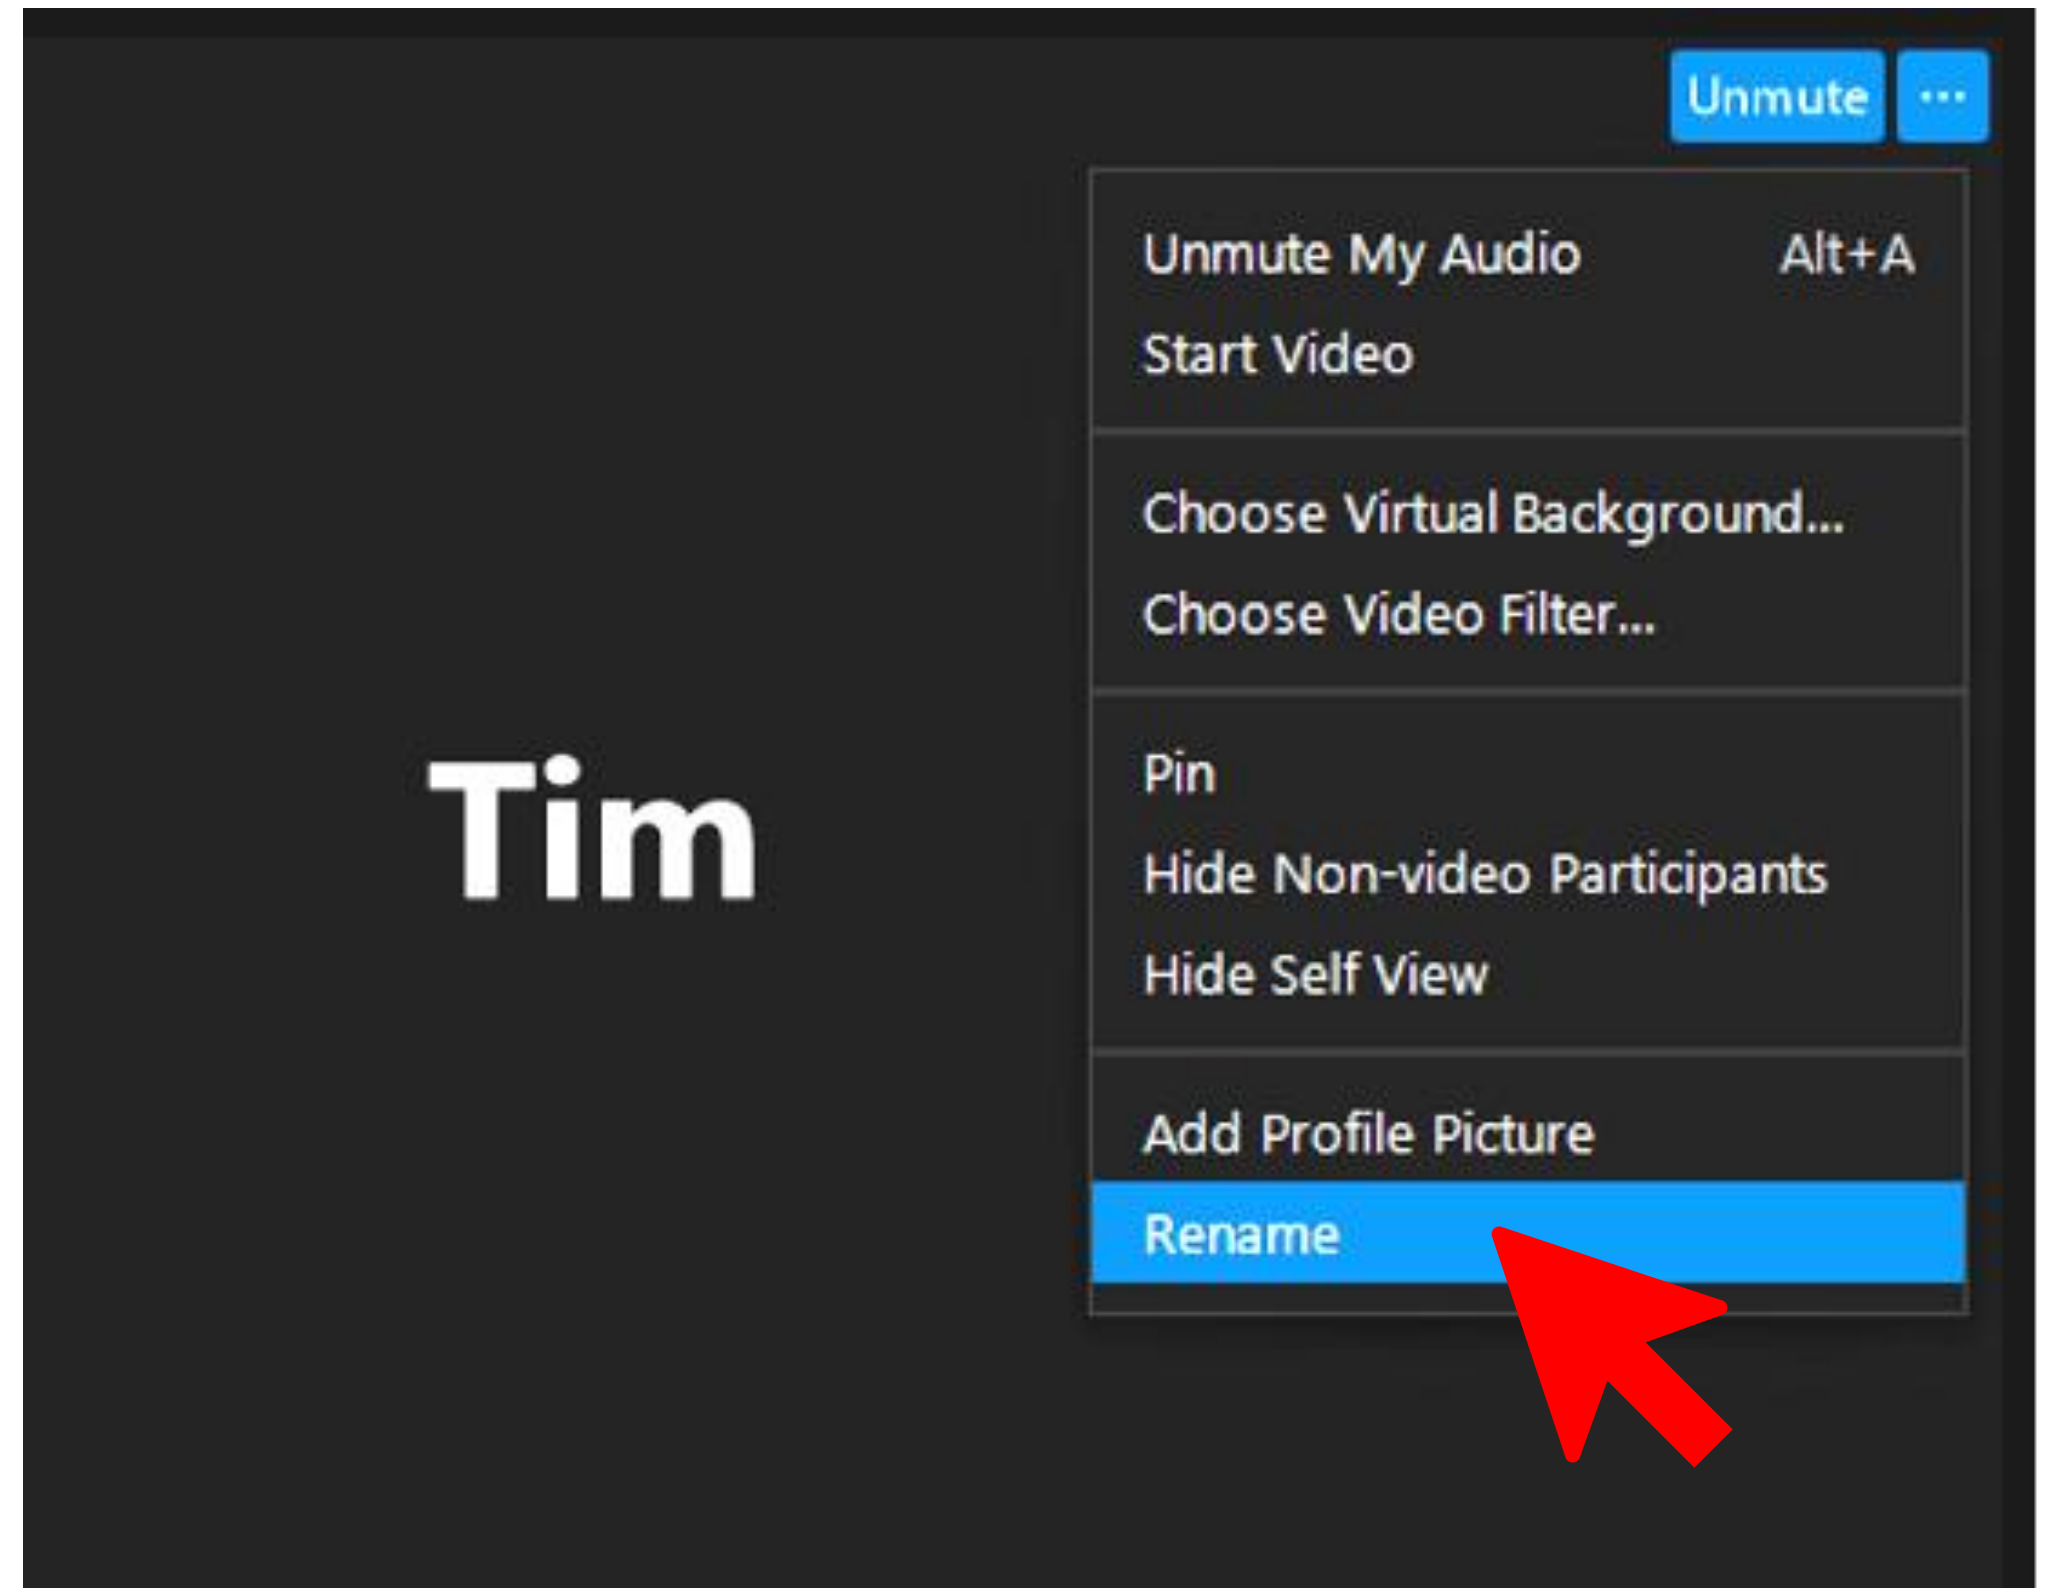 Unmute ...
Unmute My Audio Alt+A
Start Video
Choose Virtual Background...
Choose Video Filter...
Pin
Hide Non-video Participants
Hide Self View
Tim
Add Profile Picture
Rename